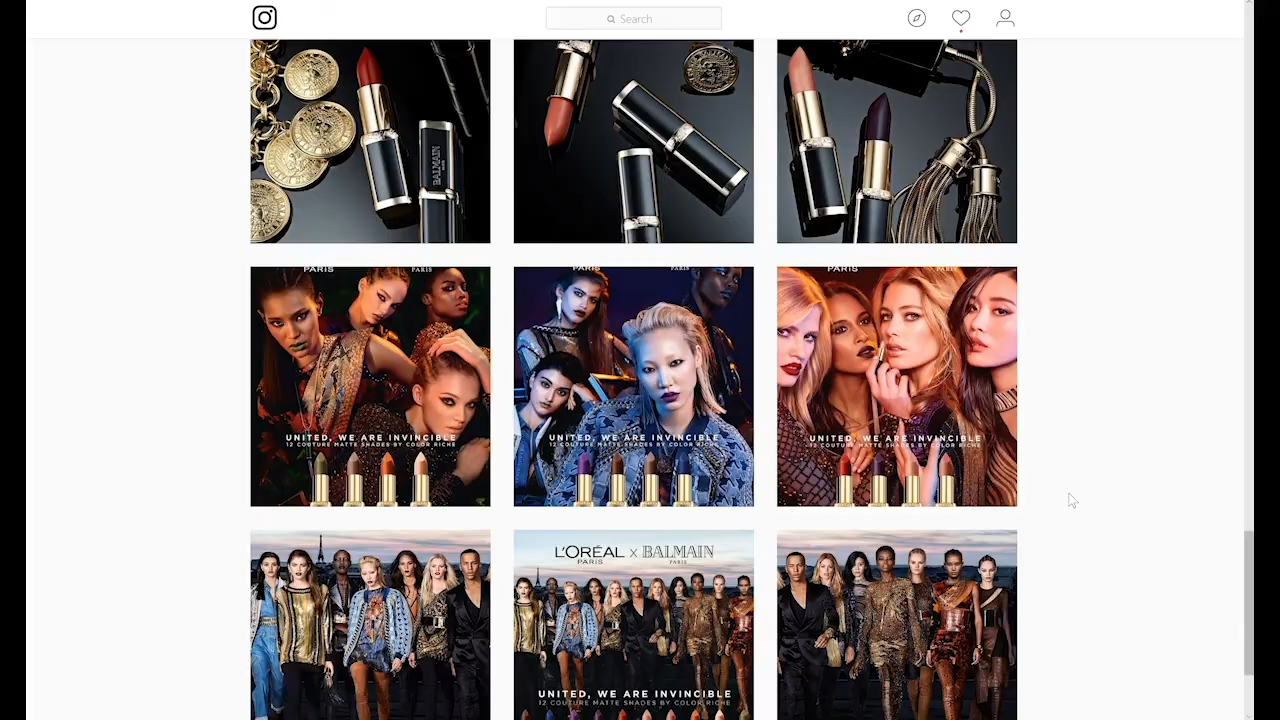 Search
BALMAIN
PARIS
PARIS
PARIS
PARIS
PARIS
PARIS
UNITED, WE ARE INVINCIBLE
12 COUTURE MATTE SHADES BY COLOR RICHE
UNITED, WE ARE INVINCIBLE
12 COUTURE MATTE SHADES BY COLOR RICHE
UNITED, WE ARE INVINCIBLE
12 COUTURE MATTE SHADES BY COLOR RICHE
L'ORÉAL x BALMAIN
PARIS PARIS
UNITED, WE ARE INVINCIBLE
12 COUTURE MATTE SHADES BY COLOR RICHE